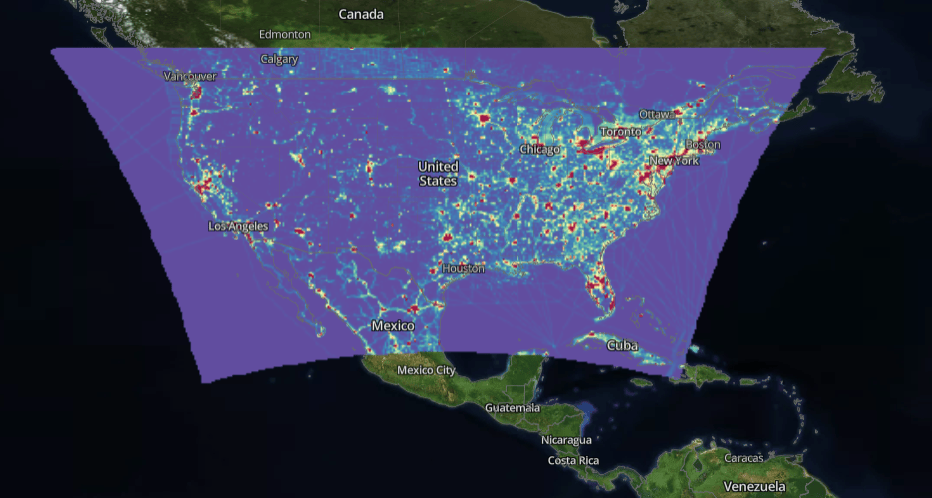 Canada
Edmonton
Calgary
Vancouver
Ottawa
Toronto
Boston
Chicago
New York
United
States
Los Angeles
Houston
Mexico
Cuba
Mexico City
Guatemala
Nicaragua
Costa Rica
Caracas
Venezuela